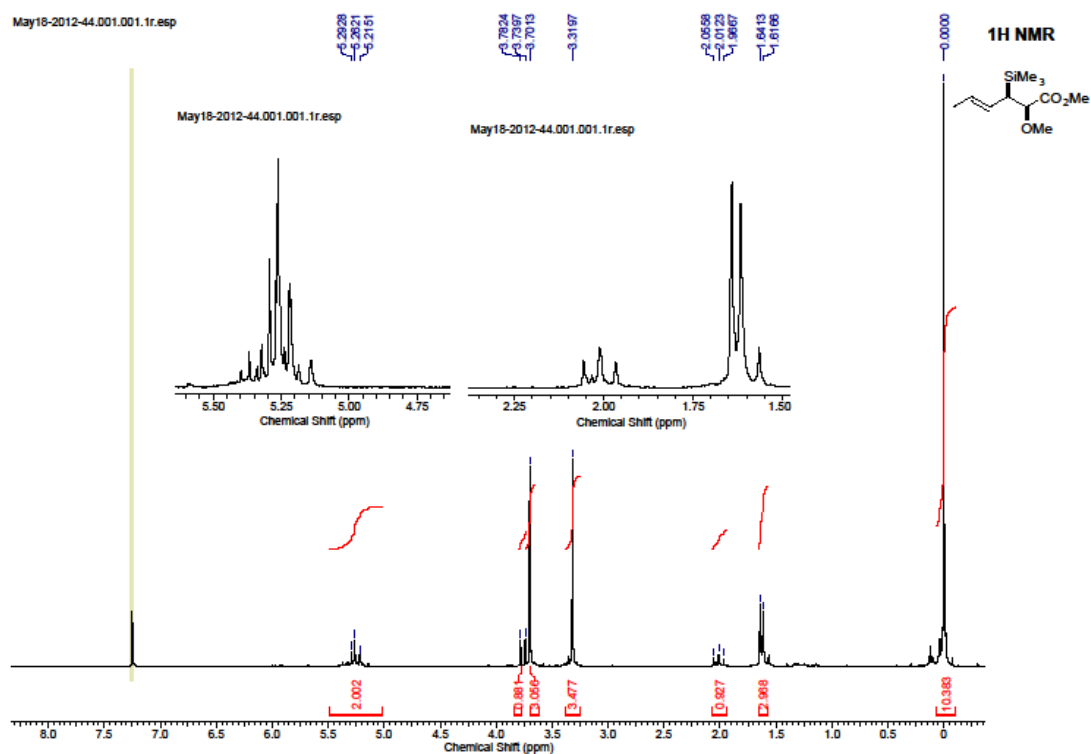 May18-2012-44.001.001.1r.esp
5.2928
5.2621
5.2151
3.7824
3.7397
3.7013
3.3197
2.0558
2.0123
1.9667
1.6413
1.6166
0.0000
1H NMR
SiMe3
CO2Me
OMe
May18-2012-44.001.001.1r.esp
May18-2012-44.001.001.1r.esp
5.50 5.25 5.00 4.75
Chemical Shift (ppm)
2.25 2.00 1.75 1.50
Chemical Shift (ppm)
2.002
0.881
3.056
3.477
0.927
2.968
10.383
8.0 7.5 7.0 6.5 6.0 5.5 5.0 4.5 4.0 3.5 3.0 2.5 2.0 1.5 1.0 0.5 0
Chemical Shift (ppm)